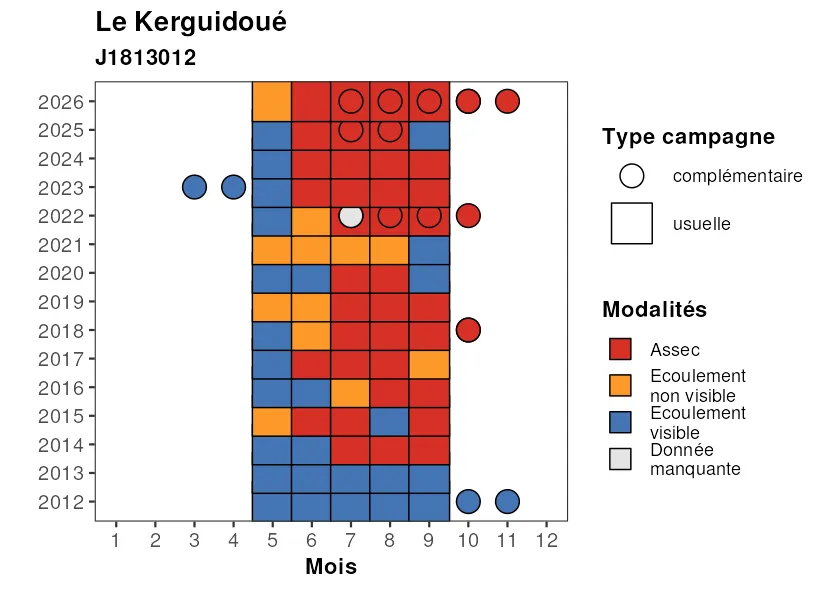 Le Kerguidoué
J1813012
2026
2025
2024
2023
2022
2021
2020
2019
2018
2017
2016
2015
2014
2013
2012
1 2 3 4 5 6 7 8 9 10 11 12
Mois
Type campagne
complémentaire
usuelle
Modalités
Assec
Ecoulement
non visible
Ecoulement
visible
Donnée
manquante